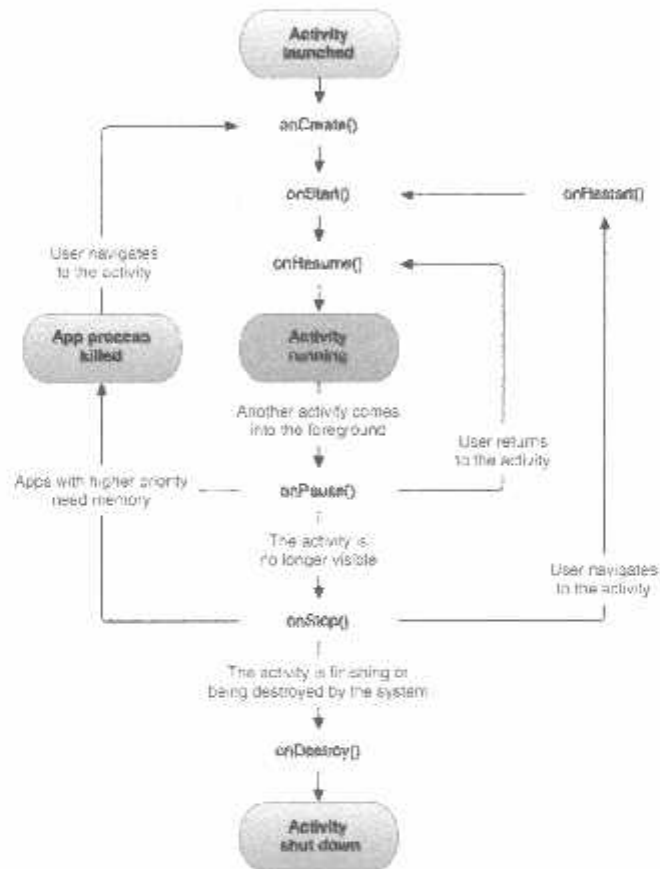 Activity
launched
onCreate()
onStart()
onRestart()
User navigates
to the activity
onResume()
App process
killed
Activity
running
Another activity comes
into the foreground
User returns
to the activity
Apps with higher priority
need memory
onPause()
The activity is
no longer visible
User navigates
to the activity
onStop()
The activity is finishing or
being destroyed by the system
onDestroy()
Activity
shut down